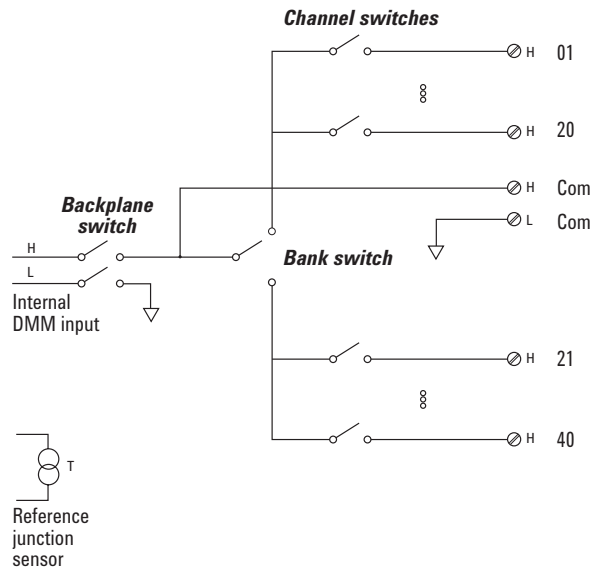 Channel switches
H 01
H 20
H Com
L Com
Backplane
switch
H
L
Internal
DMM input
Bank switch
H 21
H 40
T
Reference
junction
sensor